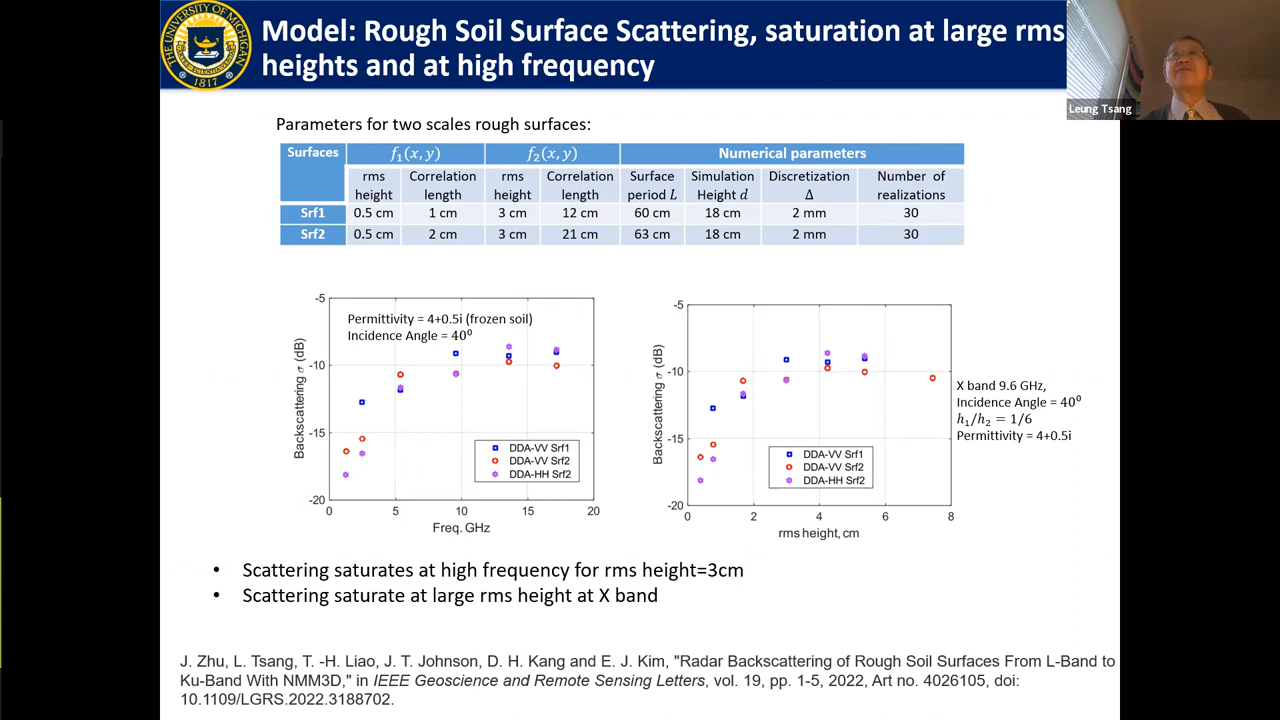 THE UNIVERSITY OF MICHIGAN
1817
Model: Rough Soil Surface Scattering, saturation at large rms
heights and at high frequency
Leung Tsang
Parameters for two scales rough surfaces:
Surfaces f₁(x, y) f₂(x, y) Numerical parameters
rms height Correlation length rms height Correlation length Surface period L Simulation Height d Discretization Δ Number of realizations
Srf1 0.5 cm 1 cm 3 cm 12 cm 60 cm 18 cm 2 mm 30
Srf2 0.5 cm 2 cm 3 cm 21 cm 63 cm 18 cm 2 mm 30
Permittivity = 4+0.5i (frozen soil)
Incidence Angle = 40⁰
Backscattering σ (dB)
-5
-10
-15
-20
0 5 10 15 20
Freq. GHz
DDA-VV Srf1
DDA-VV Srf2
DDA-HH Srf2
Backscattering σ (dB)
-5
-10
-15
-20
0 2 4 6 8
rms height, cm
DDA-VV Srf1
DDA-VV Srf2
DDA-HH Srf2
X band 9.6 GHz,
Incidence Angle = 40⁰
h₁/h₂ = 1/6
Permittivity = 4+0.5i
• Scattering saturates at high frequency for rms height=3cm
• Scattering saturate at large rms height at X band
J. Zhu, L. Tsang, T. -H. Liao, J. T. Johnson, D. H. Kang and E. J. Kim, "Radar Backscattering of Rough Soil Surfaces From L-Band to
Ku-Band With NMM3D," in IEEE Geoscience and Remote Sensing Letters, vol. 19, pp. 1-5, 2022, Art no. 4026105, doi:
10.1109/LGRS.2022.3188702.